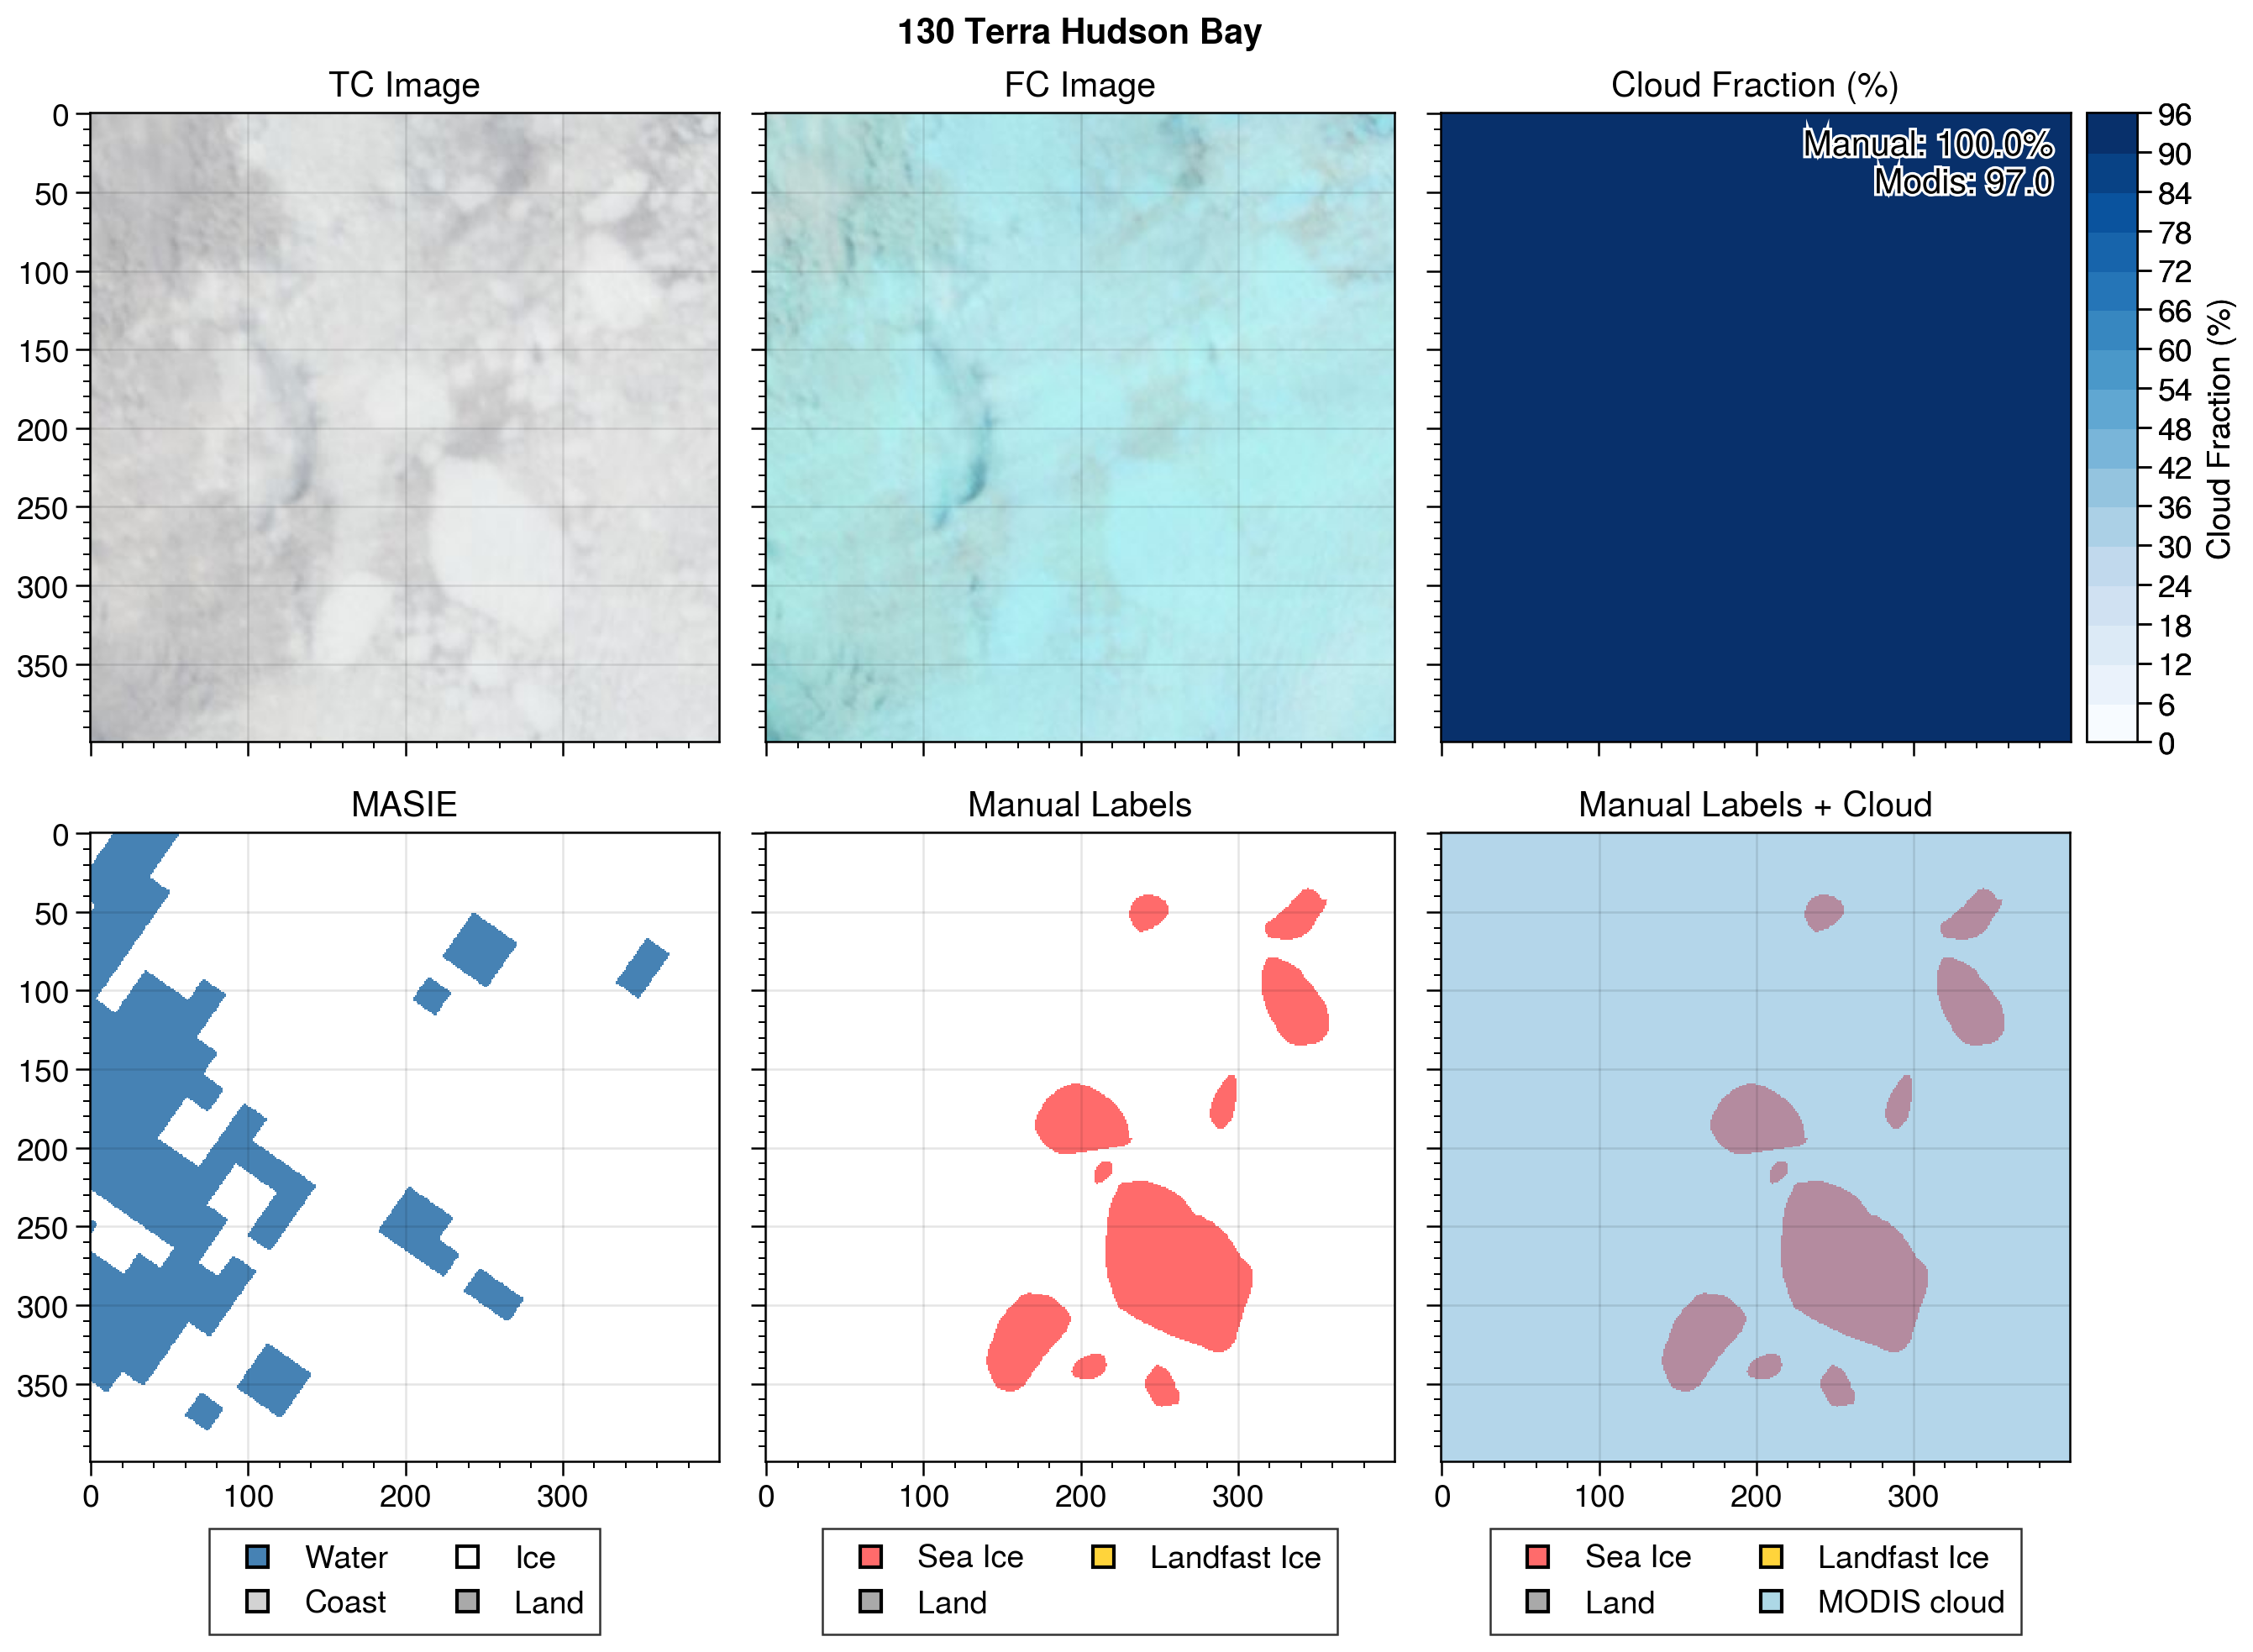 130 Terra Hudson Bay
TC Image
FC Image
Cloud Fraction (%)
0
50
100
150
200
250
300
350
Manual: 100.0%
Modis: 97.0
96
90
84
78
72
66
60
54
48
42
36
30
24
18
12
6
0
Cloud Fraction (%)
MASIE
Manual Labels
Manual Labels + Cloud
0
50
100
150
200
250
300
350
0 100 200 300
0 100 200 300
0 100 200 300
Water Ice
Coast Land
Sea Ice Landfast Ice
Land
Sea Ice Landfast Ice
Land MODIS cloud